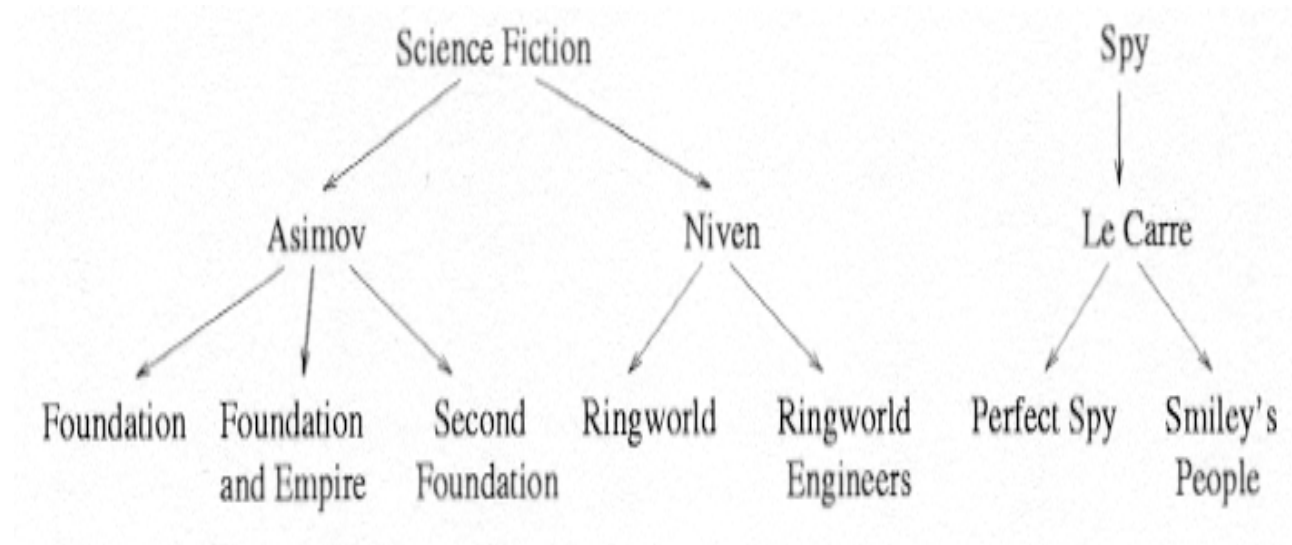 Science Fiction
Spy
Asimov
Niven
Le Carre
Foundation
Foundation
and Empire
Second
Foundation
Ringworld
Ringworld
Engineers
Perfect Spy
Smiley's
People